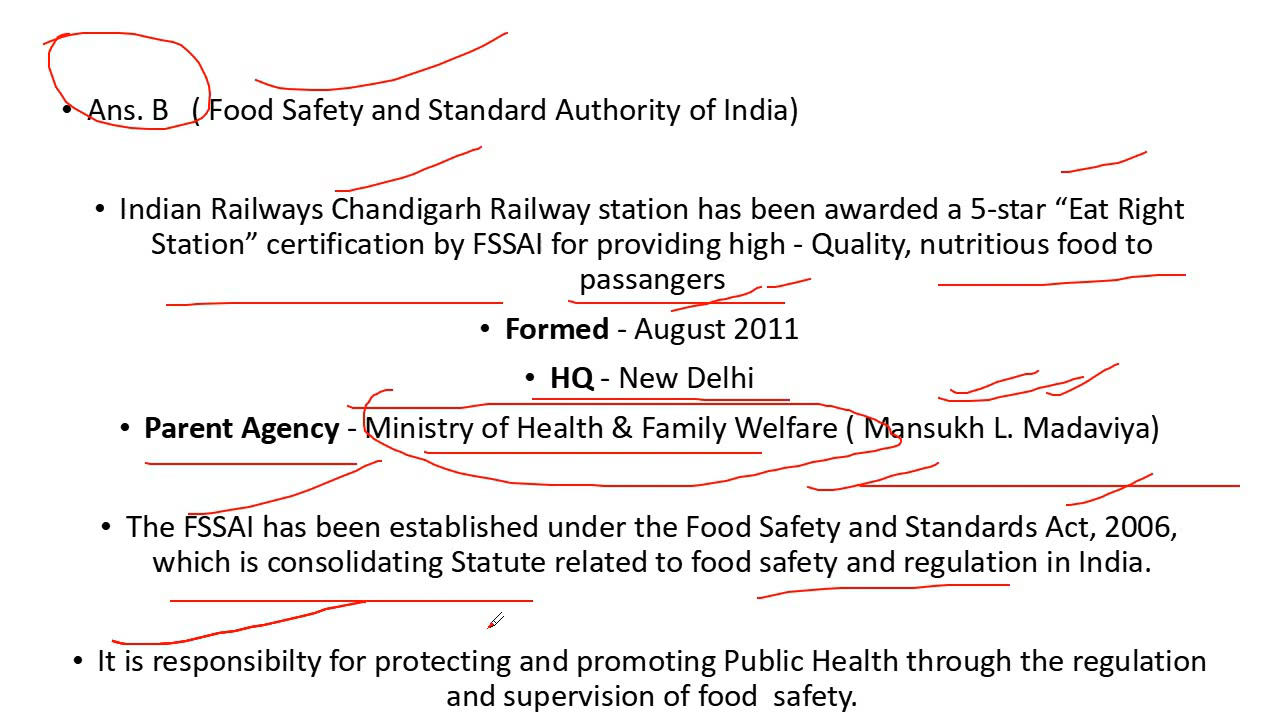 • Ans. B ( Food Safety and Standard Authority of India)
• Indian Railways Chandigarh Railway station has been awarded a 5-star “Eat Right
Station” certification by FSSAI for providing high - Quality, nutritious food to
passangers
• Formed - August 2011
• HQ - New Delhi
• Parent Agency - Ministry of Health & Family Welfare ( Mansukh L. Madaviya)
• The FSSAI has been established under the Food Safety and Standards Act, 2006,
which is consolidating Statute related to food safety and regulation in India.
• It is responsibilty for protecting and promoting Public Health through the regulation
and supervision of food  safety.